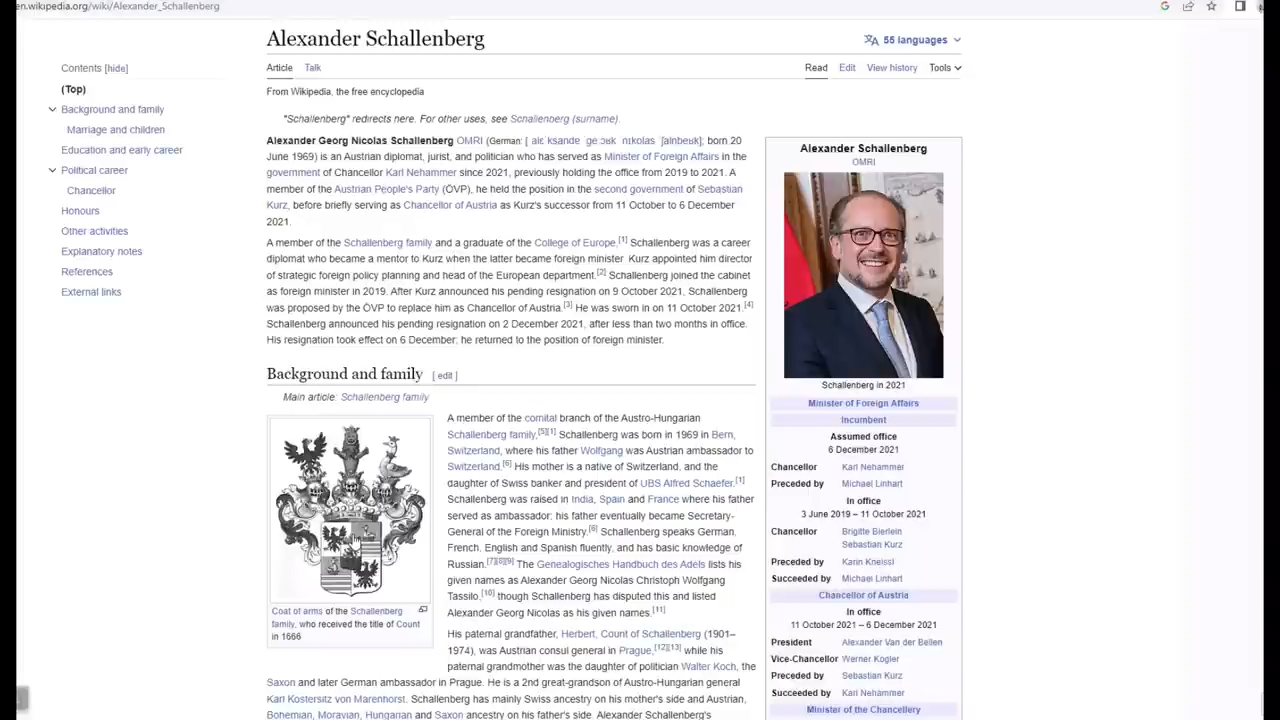 en.wikipedia.org/wiki/Alexander_Schallenberg
Alexander Schallenberg
55 languages
Contents [hide]
(Top)
Background and family
Marriage and children
Education and early career
Political career
Chancellor
Honours
Other activities
Explanatory notes
References
External links
Article Talk
Read Edit View history Tools
From Wikipedia, the free encyclopedia
"Schallenberg" redirects here. For other uses, see Schallenberg (surname).
Alexander Georg Nicolas Schallenberg OMRI (German: born 20
June 1969) is an Austrian diplomat, jurist, and politician who has served as Minister of Foreign Affairs in the
government of Chancellor Karl Nehammer since 2021, previously holding the office from 2019 to 2021. A
member of the Austrian People's Party (ÖVP), he held the position in the second government of Sebastian
Kurz, before briefly serving as Chancellor of Austria as Kurz's successor from 11 October to 6 December
2021.
A member of the Schallenberg family and a graduate of the College of Europe,[1] Schallenberg was a career
diplomat who became a mentor to Kurz when the latter became foreign minister Kurz appointed him director
of strategic foreign policy planning and head of the European department.[2] Schallenberg joined the cabinet
as foreign minister in 2019. After Kurz announced his pending resignation on 9 October 2021, Schallenberg
was proposed by the ÖVP to replace him as Chancellor of Austria.[3] He was sworn in on 11 October 2021.[4]
Schallenberg announced his pending resignation on 2 December 2021, after less than two months in office.
His resignation took effect on 6 December; he returned to the position of foreign minister.
Background and family [ edit ]
Main article: Schallenberg family
Coat of arms of the Schallenberg
family, who received the title of Count
in 1666
A member of the comital branch of the Austro-Hungarian
Schallenberg family,[5][1] Schallenberg was born in 1969 in Bern,
Switzerland, where his father Wolfgang was Austrian ambassador to
Switzerland.[6] His mother is a native of Switzerland, and the
daughter of Swiss banker and president of UBS Alfred Schaefer.[1]
Schallenberg was raised in India, Spain and France where his father
served as ambassador; his father eventually became Secretary-
General of the Foreign Ministry.[6] Schallenberg speaks German,
French, English and Spanish fluently, and has basic knowledge of
Russian.[7][8][9] The Genealogisches Handbuch des Adels lists his
given names as Alexander Georg Nicolas Christoph Wolfgang
Tassilo,[10] though Schallenberg has disputed this and listed
Alexander Georg Nicolas as his given names.[11]
His paternal grandfather, Herbert, Count of Schallenberg (1901–
1974), was Austrian consul general in Prague,[12][13] while his
paternal grandmother was the daughter of politician Walter Koch, the
Saxon and later German ambassador in Prague. He is a 2nd great-grandson of Austro-Hungarian general
Karl Kostersitz von Marenhorst. Schallenberg has mainly Swiss ancestry on his mother's side and Austrian,
Bohemian, Moravian, Hungarian and Saxon ancestry on his father's side. Alexander Schallenberg's
Alexander Schallenberg
OMRI
Schallenberg in 2021
Minister of Foreign Affairs
Incumbent
Assumed office
6 December 2021
Chancellor Karl Nehammer
Preceded by Michael Linhart
In office
3 June 2019 – 11 October 2021
Chancellor Brigitte Bierlein
Sebastian Kurz
Preceded by Karin Kneissl
Succeeded by Michael Linhart
Chancellor of Austria
In office
11 October 2021 – 6 December 2021
President Alexander Van der Bellen
Vice-Chancellor Werner Kogler
Preceded by Sebastian Kurz
Succeeded by Karl Nehammer
Minister of the Chancellery